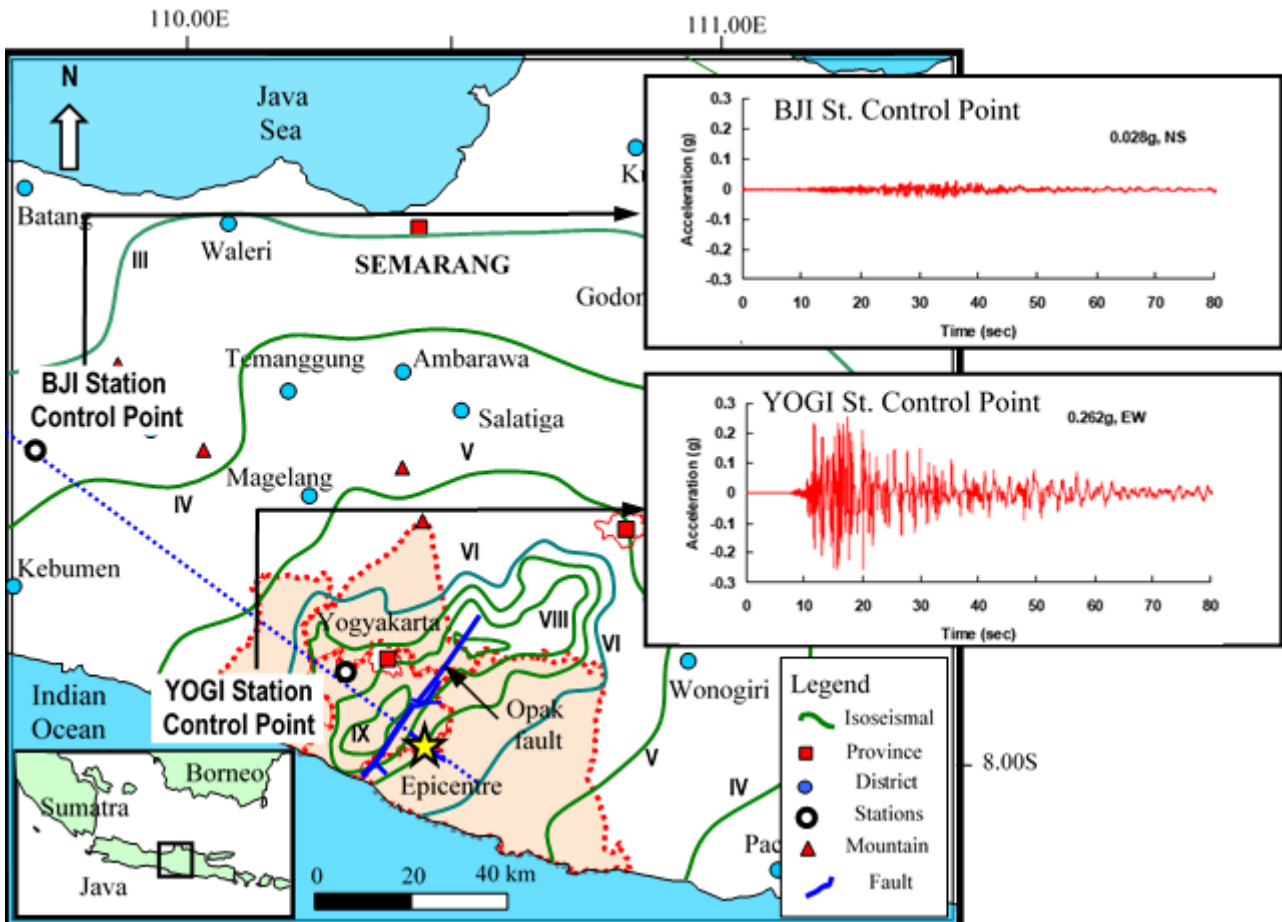 110.00E
111.00E
N
Java
Sea
Batang
Waleri
SEMARANG
III
Temanggung
Ambarawa
Salatiga
BJI Station
Control Point
Magelang
IV
V
Kebumen
VI
Yogyakarta
VIII
VI
YOGI Station
Control Point
IX
Opak
fault
Epicentre
Indian
Ocean
Wonogiri
V
IV
8.00S
BJI St. Control Point
0.028g, NS
Acceleration (g)
0.3
0.2
0.1
0
-0.1
-0.2
-0.3
0 10 20 30 40 50 60 70 80
Time (sec)
YOGI St. Control Point
0.262g, EW
Acceleration (g)
0.3
0.2
0.1
0
-0.1
-0.2
-0.3
0 10 20 30 40 50 60 70 80
Time (sec)
Legend
Isoseismal
Province
District
Stations
Mountain
Fault
Borneo
Sumatra
Java
0 20 40 km